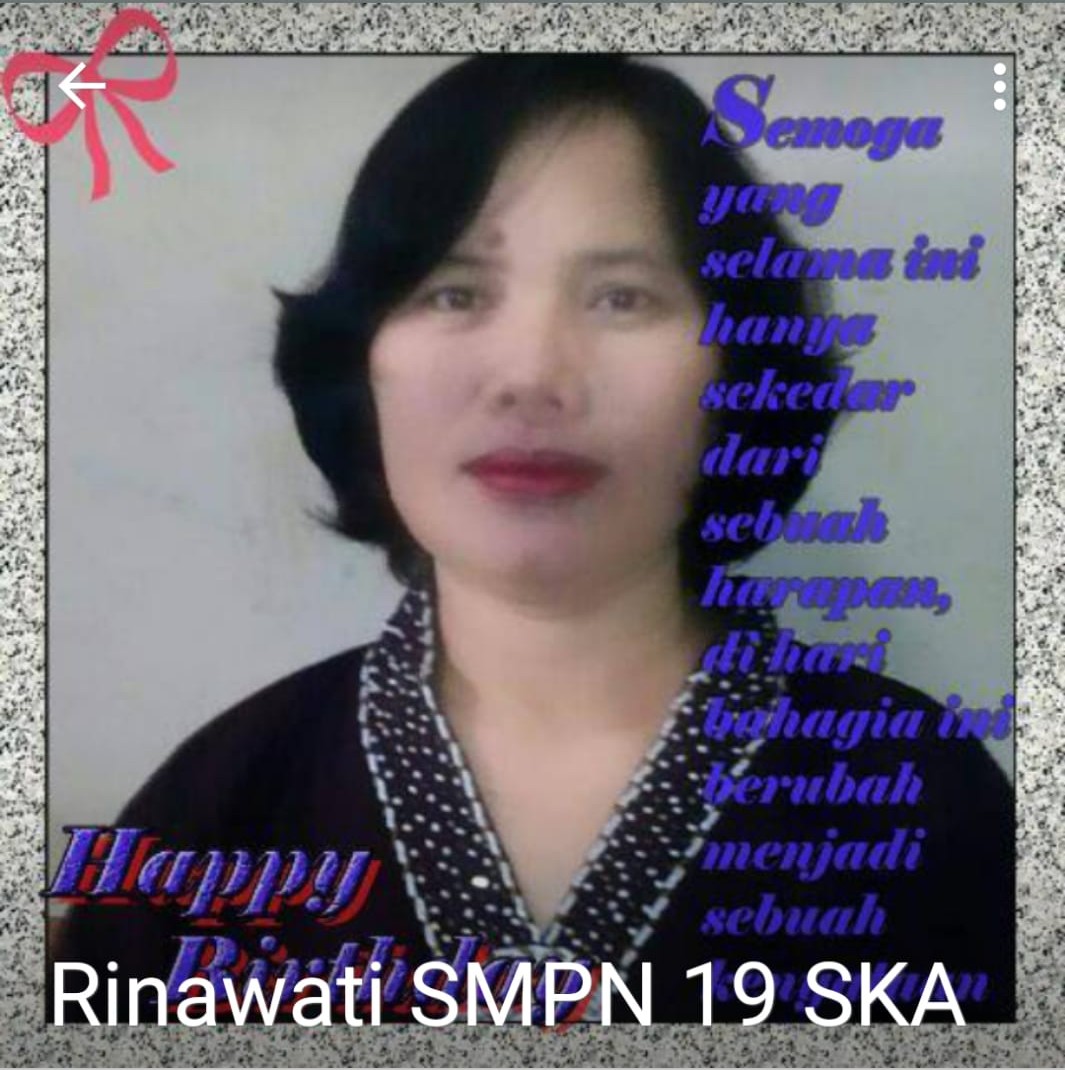 Semoga
yang
selama ini
hanya
sekedar
dari
sebuah
harapan,
di hari
bahagia ini
berubah
menjadi
sebuah
Happy
Birthday
Rinawati SMPN 19 SKA